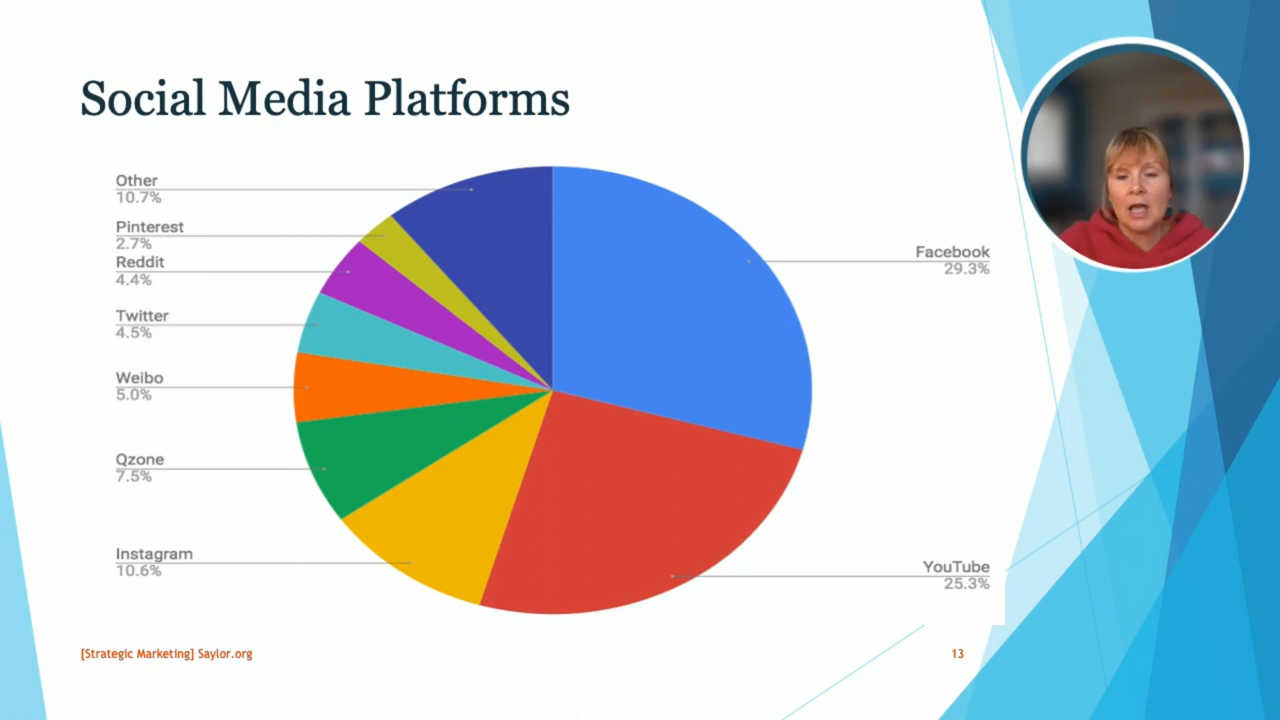 Social Media Platforms
Other
10.7%
Pinterest
2.7%
Reddit
4.4%
Twitter
4.5%
Weibo
5.0%
Qzone
7.5%
Instagram
10.6%
Facebook
29.3%
YouTube
25.3%
[Strategic Marketing] Saylor.org
13